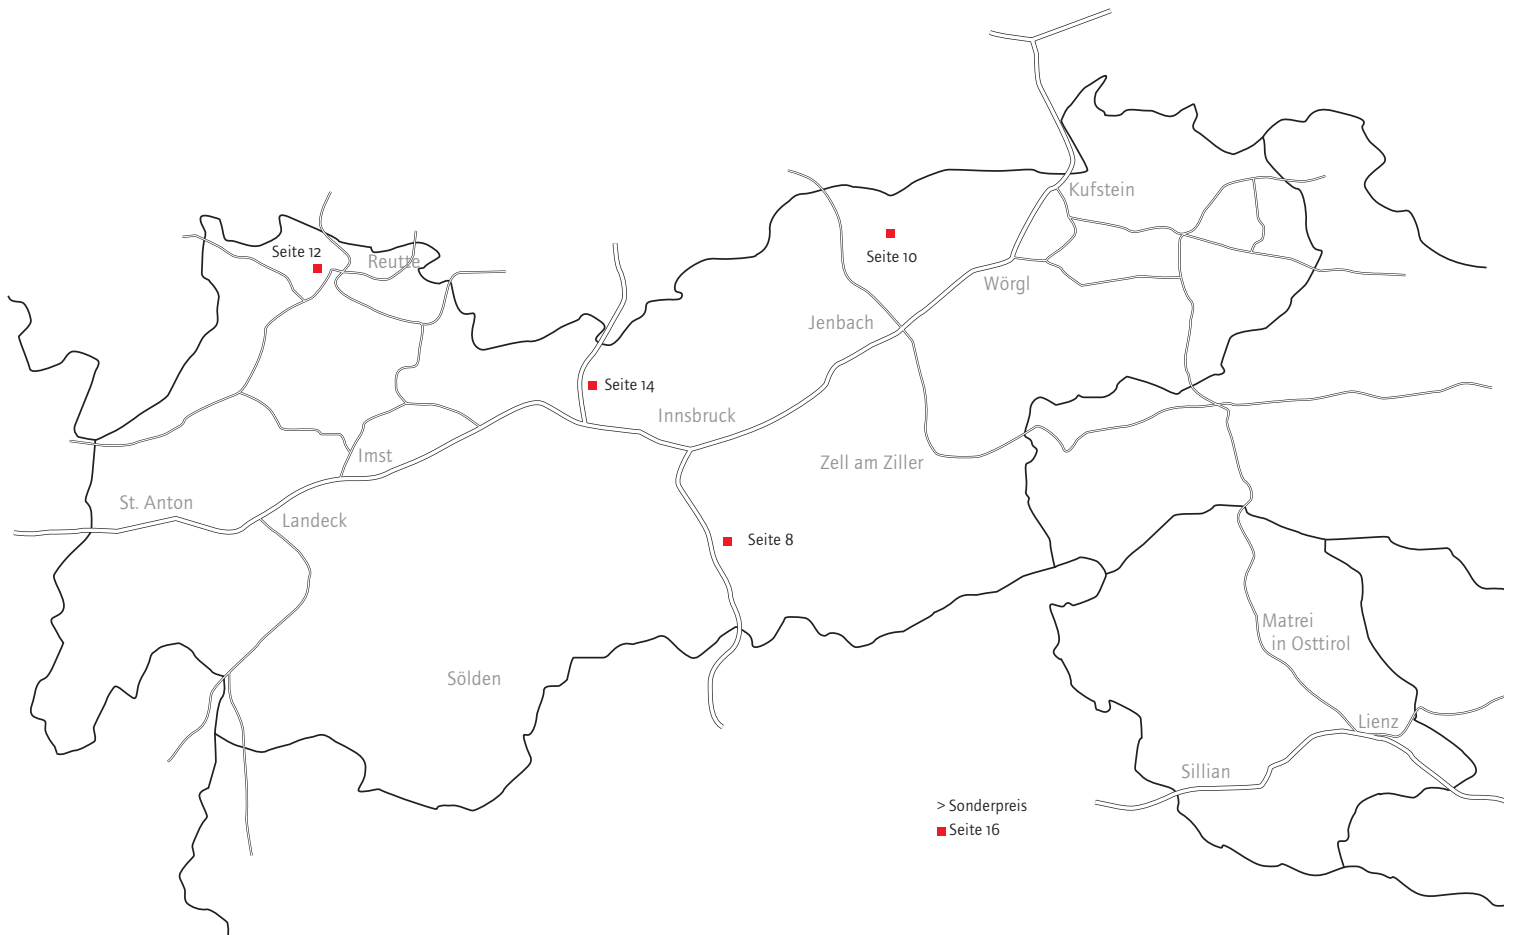 Kufstein
Seite 12
Reutte
Seite 10
Wörgl
Jenbach
Seite 14
Innsbruck
Imst
Zell am Ziller
St. Anton
Landeck
Seite 8
Matrei
in Osttirol
Sölden
Lienz
Sillian
> Sonderpreis
Seite 16